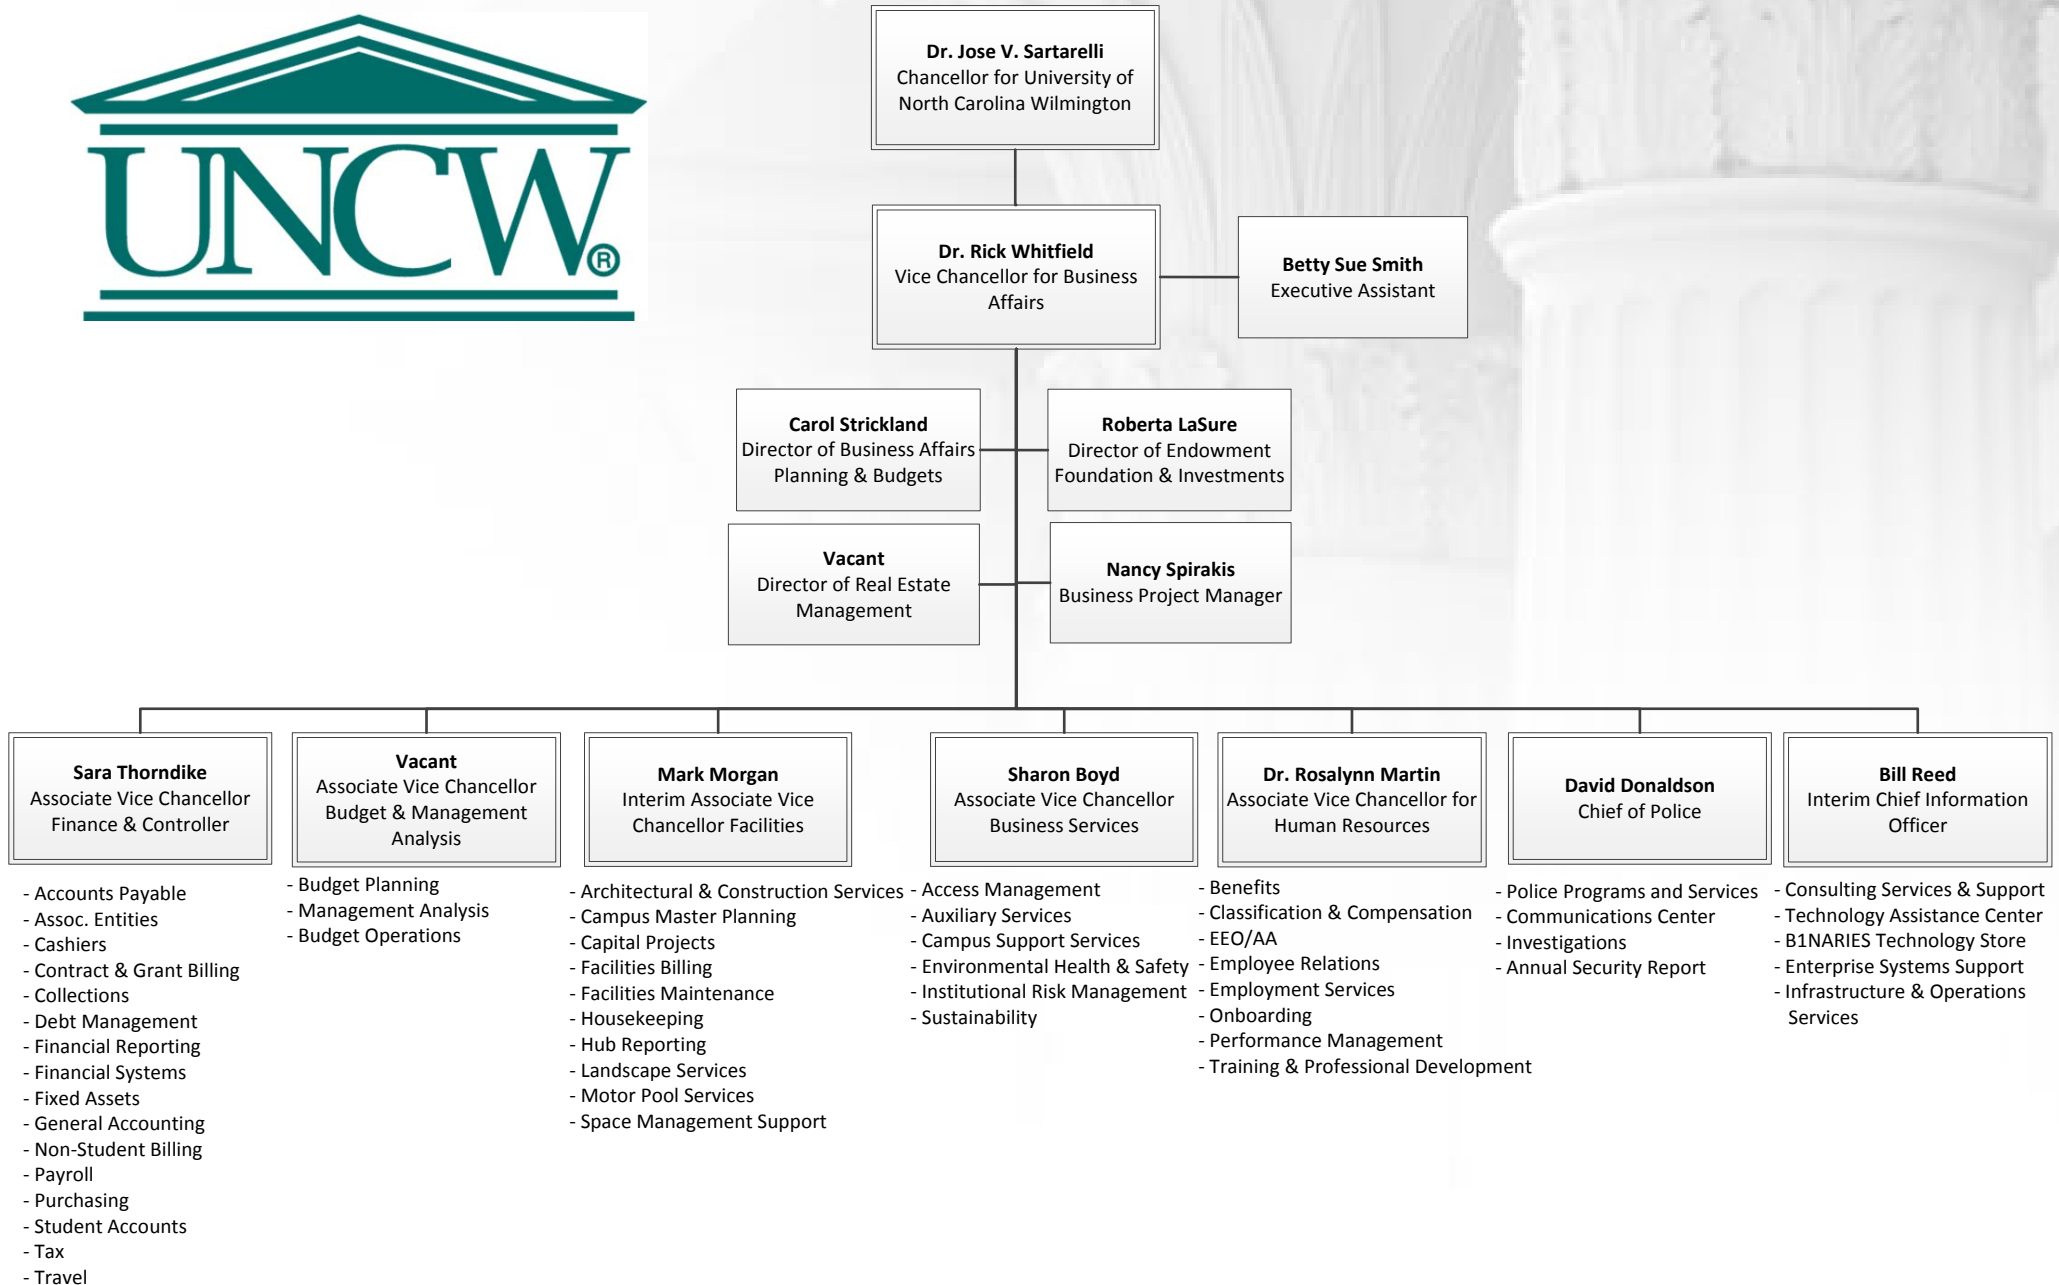 UNCW®
Dr. Jose V. Sartarelli
Chancellor for University of
North Carolina Wilmington
Dr. Rick Whitfield
Vice Chancellor for Business
Affairs
Betty Sue Smith
Executive Assistant
Carol Strickland
Director of Business Affairs
Planning & Budgets
Roberta LaSure
Director of Endowment
Foundation & Investments
Vacant
Director of Real Estate
Management
Nancy Spirakis
Business Project Manager
Sara Thorndike
Associate Vice Chancellor
Finance & Controller
- Accounts Payable
- Assoc. Entities
- Cashiers
- Contract & Grant Billing
- Collections
- Debt Management
- Financial Reporting
- Financial Systems
- Fixed Assets
- General Accounting
- Non-Student Billing
- Payroll
- Purchasing
- Student Accounts
- Tax
- Travel
Vacant
Associate Vice Chancellor
Budget & Management
Analysis
- Budget Planning
- Management Analysis
- Budget Operations
Mark Morgan
Interim Associate Vice
Chancellor Facilities
- Architectural & Construction Services
- Campus Master Planning
- Capital Projects
- Facilities Billing
- Facilities Maintenance
- Housekeeping
- Hub Reporting
- Landscape Services
- Motor Pool Services
- Space Management Support
Sharon Boyd
Associate Vice Chancellor
Business Services
- Access Management
- Auxiliary Services
- Campus Support Services
- Environmental Health & Safety
- Institutional Risk Management
- Sustainability
Dr. Rosalynn Martin
Associate Vice Chancellor for
Human Resources
- Benefits
- Classification & Compensation
- EEO/AA
- Employee Relations
- Employment Services
- Onboarding
- Performance Management
- Training & Professional Development
David Donaldson
Chief of Police
- Police Programs and Services
- Communications Center
- Investigations
- Annual Security Report
Bill Reed
Interim Chief Information
Officer
- Consulting Services & Support
- Technology Assistance Center
- B1NARIES Technology Store
- Enterprise Systems Support
- Infrastructure & Operations
Services